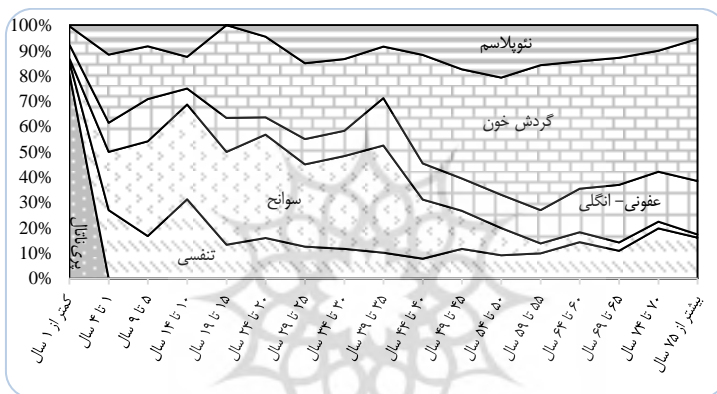 100%
90%
80%
70%
60%
50%
40%
30%
20%
10%
0%
نئوپلاسم
گردش خون
عفونی- انگلی
سوانح
تنفسی
پری ناتال
کمتر از ۱ سال
۱ تا ۴ سال
۵ تا ۹ سال
۱۰ تا ۱۴ سال
۱۵ تا ۱۹ سال
۲۰ تا ۲۴ سال
۲۵ تا ۲۹ سال
۲۰ تا ۳۴ سال
۳۵ تا ۳۹ سال
۴۰ تا ۴۴ سال
۴۵ تا ۴۹ سال
۵۰ تا ۵۴ سال
۵۵ تا ۵۹ سال
۶۰ تا ۶۴ سال
۶۵ تا ۶۹ سال
۷۰ تا ۷۴ سال
بیشتر از ۷۵ سال